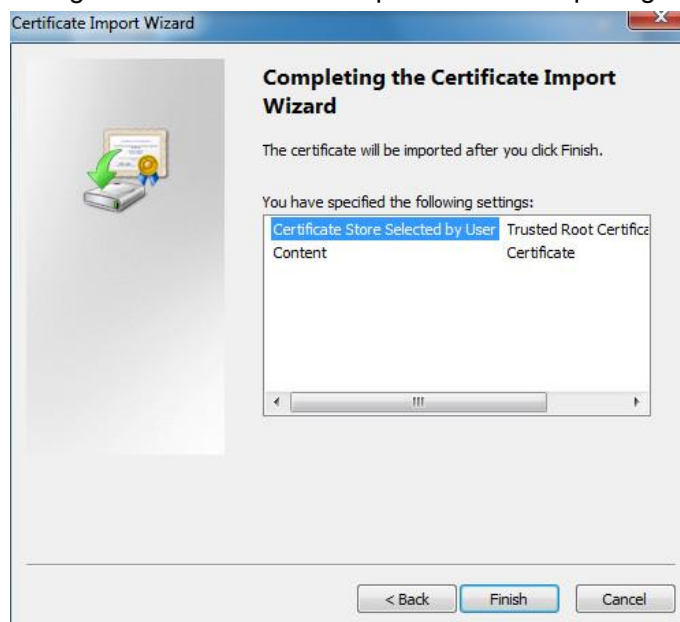 Certificate Import Wizard
Completing the Certificate Import
Wizard
The certificate will be imported after you click Finish.
You have specified the following settings:
Certificate Store Selected by User Trusted Root Certifica
Content Certificate
< Back Finish Cancel